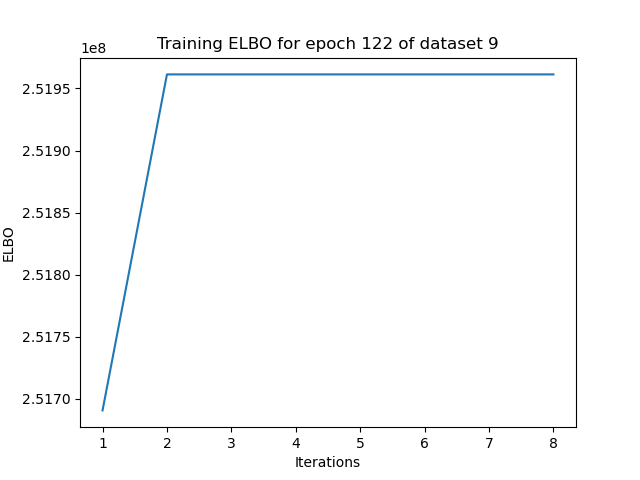 Training ELBO for epoch 122 of dataset 9
1e8
2.5195
2.5190
2.5185
2.5180
2.5175
2.5170
ELBO
1 2 3 4 5 6 7 8
Iterations